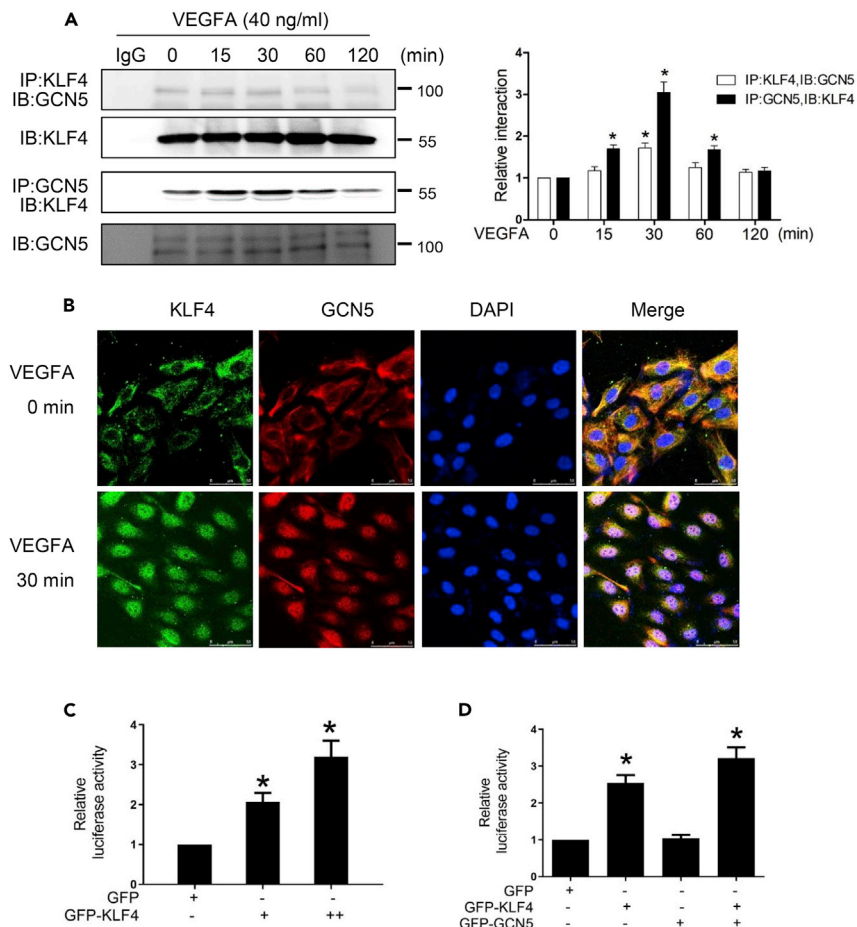 A
VEGFA (40 ng/ml)
IgG 0 15 30 60 120 (min)
IP:KLF4
IB:GCN5
100
IB:KLF4
55
IP:GCN5
IB:KLF4
55
IB:GCN5
100
Relative interaction
4
3
2
1
0
IP:KLF4,IB:GCN5
IP:GCN5,IB:KLF4
* * * *
VEGFA 0 15 30 60 120 (min)
B
KLF4 GCN5 DAPI Merge
VEGFA
0 min
VEGFA
30 min
C
Relative
luciferase activity
4
3
2
1
0
* *
GFP + - -
GFP-KLF4 - + ++
D
Relative
luciferase activity
4
3
2
1
0
* *
GFP + - - -
GFP-KLF4 - + - +
GFP-GCN5 - - + +